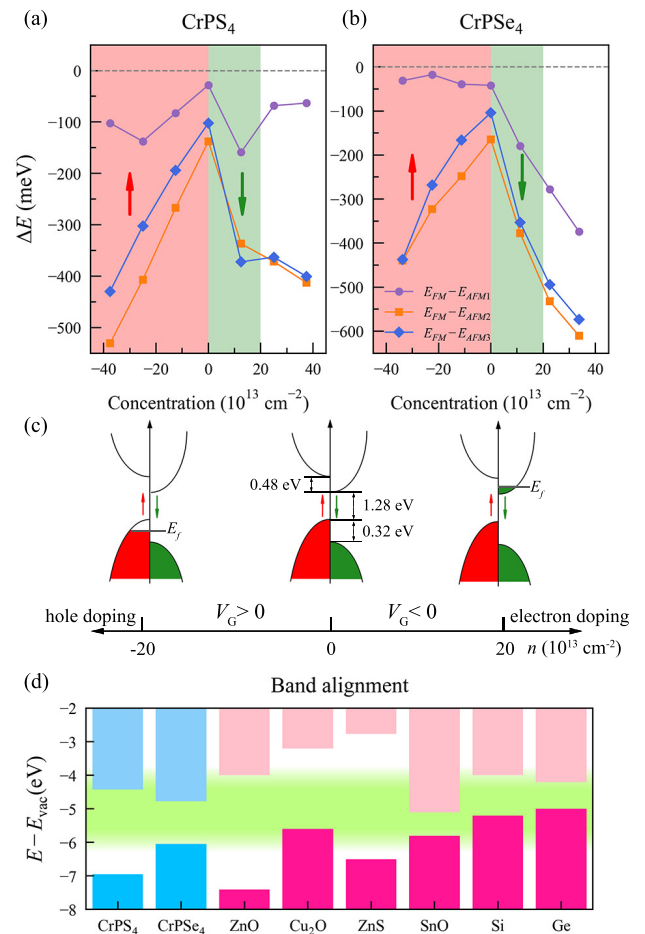 (a) CrPS4 (b) CrPSe4
0 0
−100 −100
−200 −200
−300 −300
−400 −400
−500 −500
−600
ΔE (meV)
E_FM − E_AFM1
E_FM − E_AFM2
E_FM − E_AFM3
−40 −20 0 20 40 −40 −20 0 20 40
Concentration (10^13 cm^−2) Concentration (10^13 cm^−2)
(c)
0.48 eV
1.28 eV
0.32 eV
E_f
E_f
hole doping V_G > 0 V_G < 0 electron doping
-20 0 20 n (10^13 cm^-2)
(d) Band alignment
−2
−3
−4
−5
−6
−7
−8
E − E_vac(eV)
CrPS4 CrPSe4 ZnO Cu2O ZnS SnO Si Ge